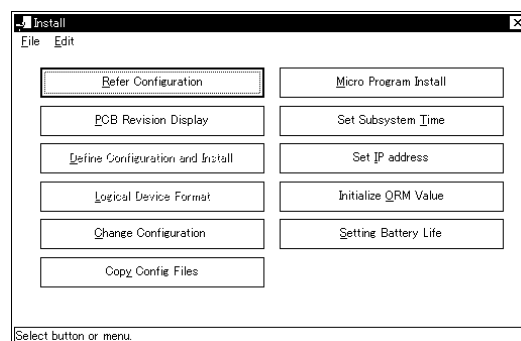 Install
File Edit
Refer Configuration
PCB Revision Display
Define Configuration and Install
Logical Device Format
Change Configuration
Copy Config Files
Micro Program Install
Set Subsystem Time
Set IP address
Initialize ORM Value
Setting Battery Life
Select button or menu.